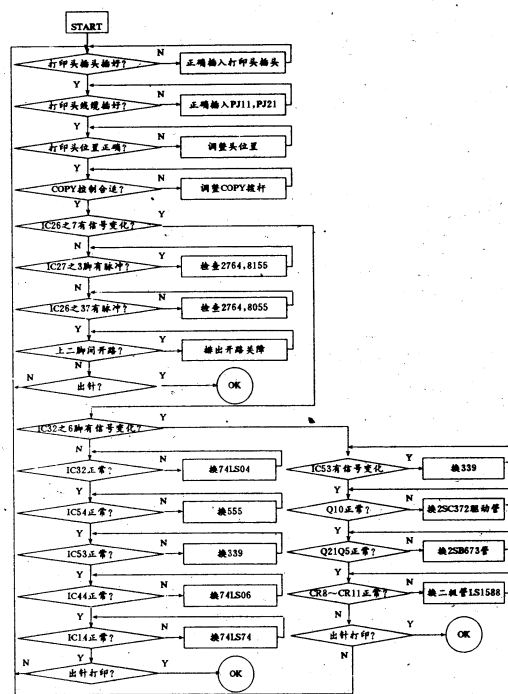 START
N
打印头插头插好?
正确插入打印头插头
Y
N
打印头线缆插好?
正确插入PJ11,PJ21
Y
N
打印头位置正确?
调整头位置
Y
N
COPY控制合适?
调整COPY拨杆
Y
Y
IC26之7有信号变化?
N
Y
IC27之3脚有脉冲?
检查2764,8155
N
N
IC26之37有脉冲?
检查2764,8055
Y
Y
上二脚间开路?
排出开路关障
N
N
出针?
Y
OK
Y
Y
IC32之6脚有信号变化?
N
N
IC32正常?
换74LS04
Y
IC53有信号变化
Y
换339
Y
N
IC54正常?
换555
Y
Q10正常?
N
换2SC372驱动管
Y
N
IC53正常?
换339
Y
Q21Q5正常?
N
换2SB673管
Y
N
IC44正常?
换74LS06
Y
CR8~CR11正常?
N
换二极管LS1588
Y
N
IC14正常?
换74LS74
N
出针打印?
Y
OK
N
Y
出针打印?
Y
OK
N